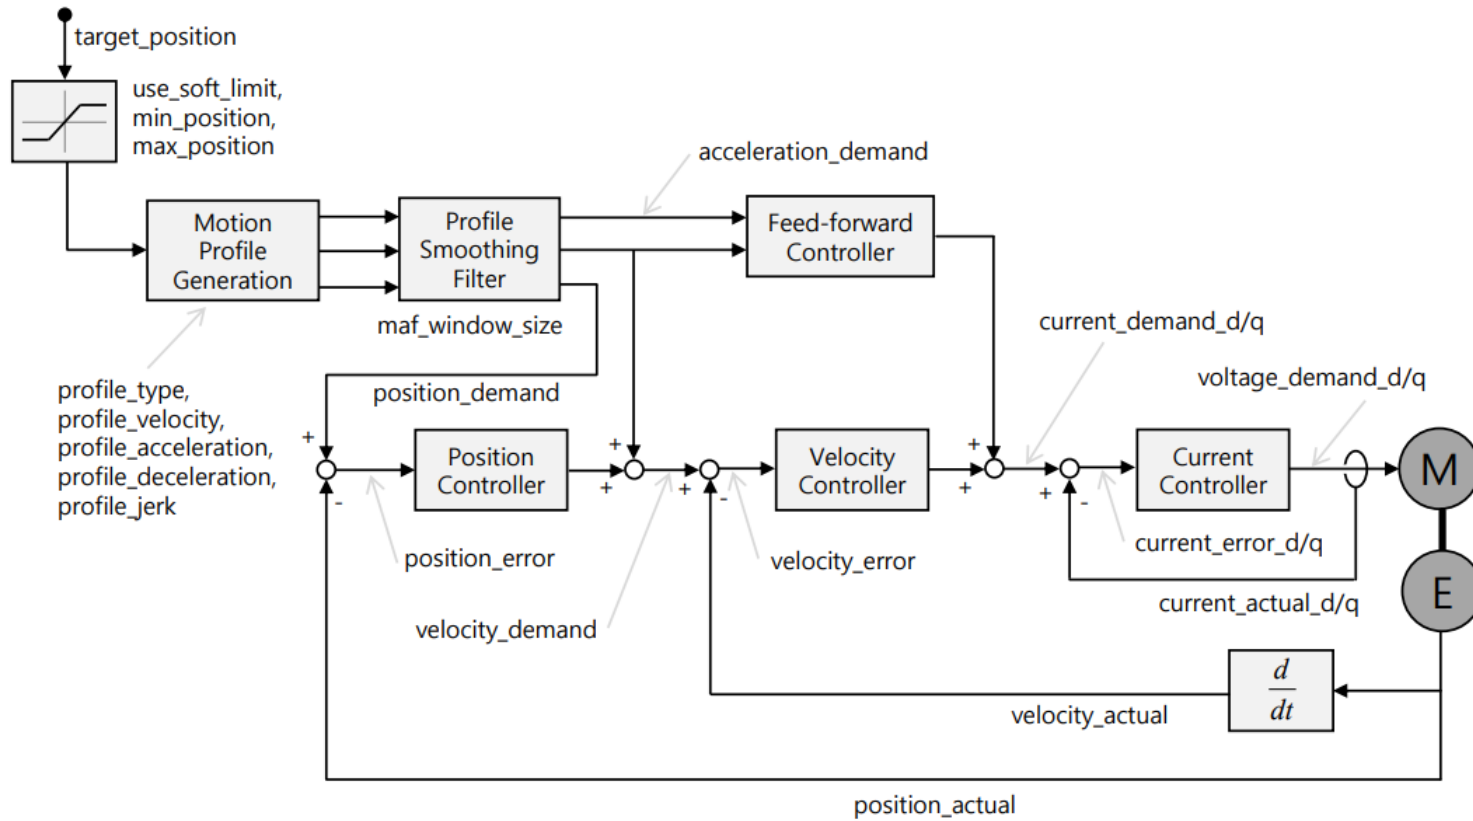 target_position
use_soft_limit,
min_position,
max_position
acceleration_demand
Motion
Profile
Generation
Profile
Smoothing
Filter
Feed-forward
Controller
maf_window_size
current_demand_d/q
profile_type,
profile_velocity,
profile_acceleration,
profile_deceleration,
profile_jerk
position_demand
voltage_demand_d/q
+
+
+
Position
Controller
Velocity
Controller
Current
Controller
M
+
+
+
+
-
-
-
position_error
velocity_error
current_error_d/q
E
current_actual_d/q
velocity_demand
d
dt
velocity_actual
position_actual